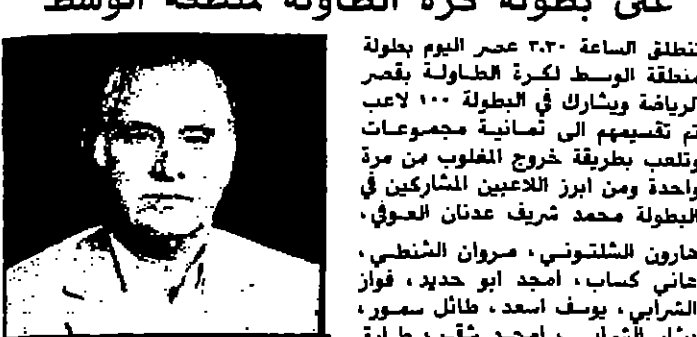 على بطولة كرة الطاولة لمنطقة الوسط
تنطلق الساعة ٣.٣٠ عصر اليوم بطولة
منطقة الوسط لكرة الطاولة بقصر
الرياضة ويشارك في البطولة ١٠٠ لاعب
تم تقسيمهم الى ثمانية مجموعات
وتلعب بطريقة خروج المغلوب من مرة
واحدة ومن ابرز اللاعبين المشاركين في
البطولة محمد شريف عدنان العوفي،
هارون الشلتوني، مروان الشنطي،
هاني كساب، امجد ابو حديد، فواز
الشرابي، يوسف اسعد، طائل سمور،